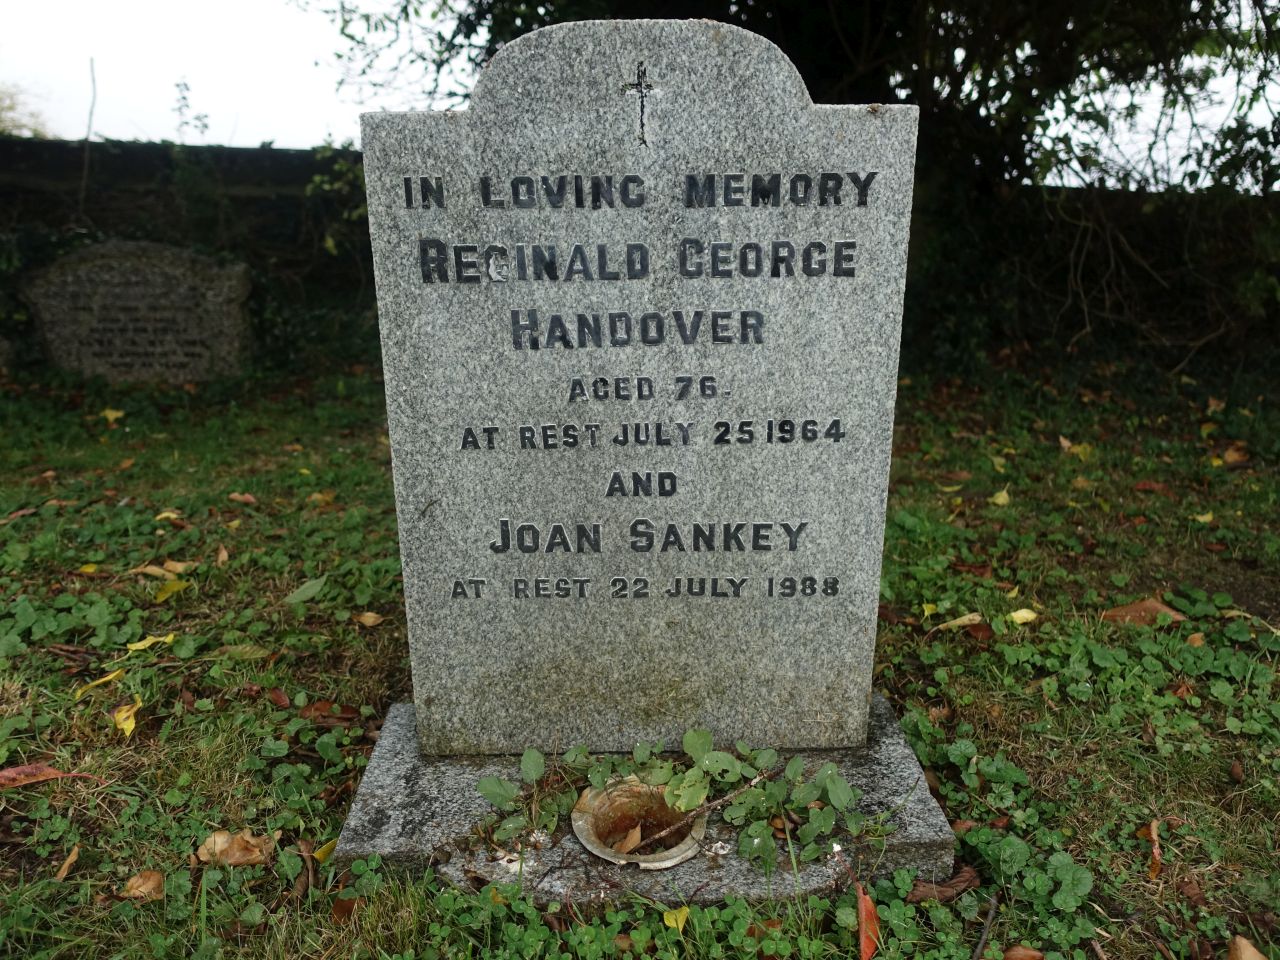 IN LOVING MEMORY
REGINALD GEORGE
HANDOVER
AGED 76.
AT REST JULY 25 1964
AND
JOAN SANKEY
AT REST 22 JULY 1988